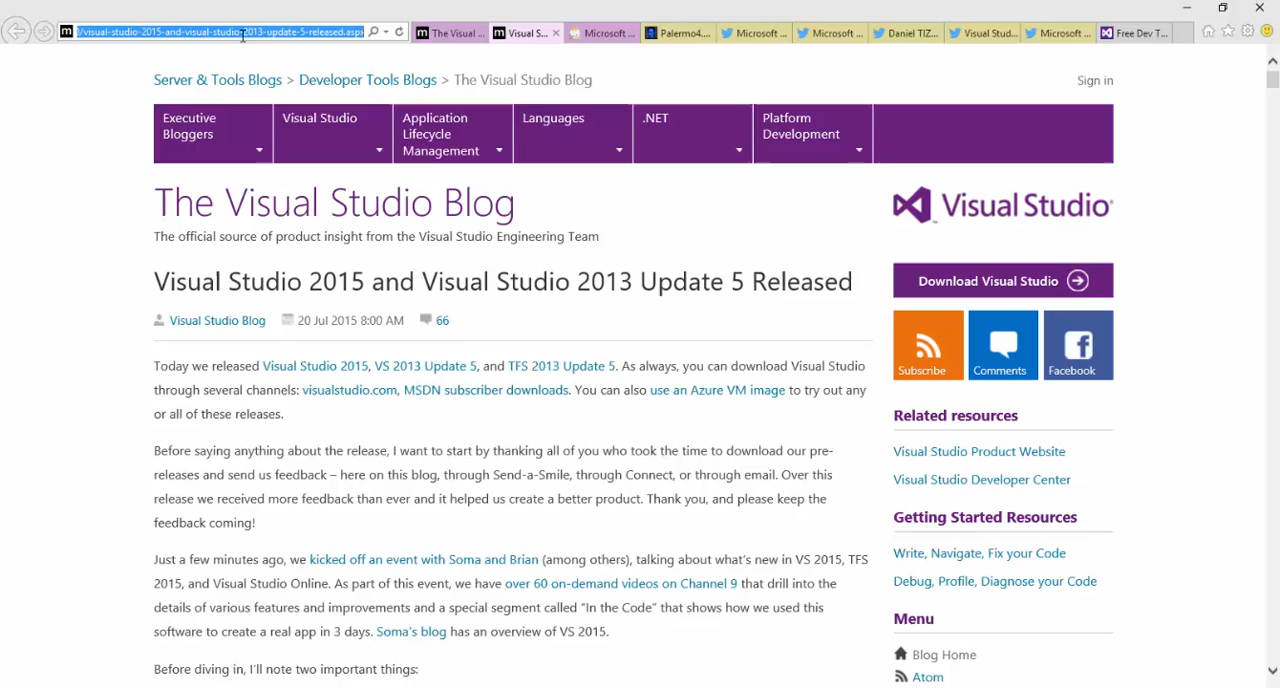 l/visual-studio-2015-and-visual-studio-2013-update-5-released.aspx
The Visual ...
Visual S...
Microsoft ...
Palermo4....
Microsoft ...
Microsoft ...
Daniel TIZ...
Visual Stud...
Microsoft ...
Free Dev T...
Server & Tools Blogs > Developer Tools Blogs > The Visual Studio Blog
Sign in
Executive
Bloggers
Visual Studio
Application
Lifecycle
Management
Languages
.NET
Platform
Development
The Visual Studio Blog
The official source of product insight from the Visual Studio Engineering Team
Visual Studio
Visual Studio 2015 and Visual Studio 2013 Update 5 Released
Visual Studio Blog 20 Jul 2015 8:00 AM 66
Today we released Visual Studio 2015, VS 2013 Update 5, and TFS 2013 Update 5. As always, you can download Visual Studio
through several channels: visualstudio.com, MSDN subscriber downloads. You can also use an Azure VM image to try out any
or all of these releases.
Before saying anything about the release, I want to start by thanking all of you who took the time to download our pre-
releases and send us feedback – here on this blog, through Send-a-Smile, through Connect, or through email. Over this
release we received more feedback than ever and it helped us create a better product. Thank you, and please keep the
feedback coming!
Just a few minutes ago, we kicked off an event with Soma and Brian (among others), talking about what's new in VS 2015, TFS
2015, and Visual Studio Online. As part of this event, we have over 60 on-demand videos on Channel 9 that drill into the
details of various features and improvements and a special segment called "In the Code" that shows how we used this
software to create a real app in 3 days. Soma's blog has an overview of VS 2015.
Before diving in, I'll note two important things:
Download Visual Studio
Subscribe
Comments
Facebook
Related resources
Visual Studio Product Website
Visual Studio Developer Center
Getting Started Resources
Write, Navigate, Fix your Code
Debug, Profile, Diagnose your Code
Menu
Blog Home
Atom